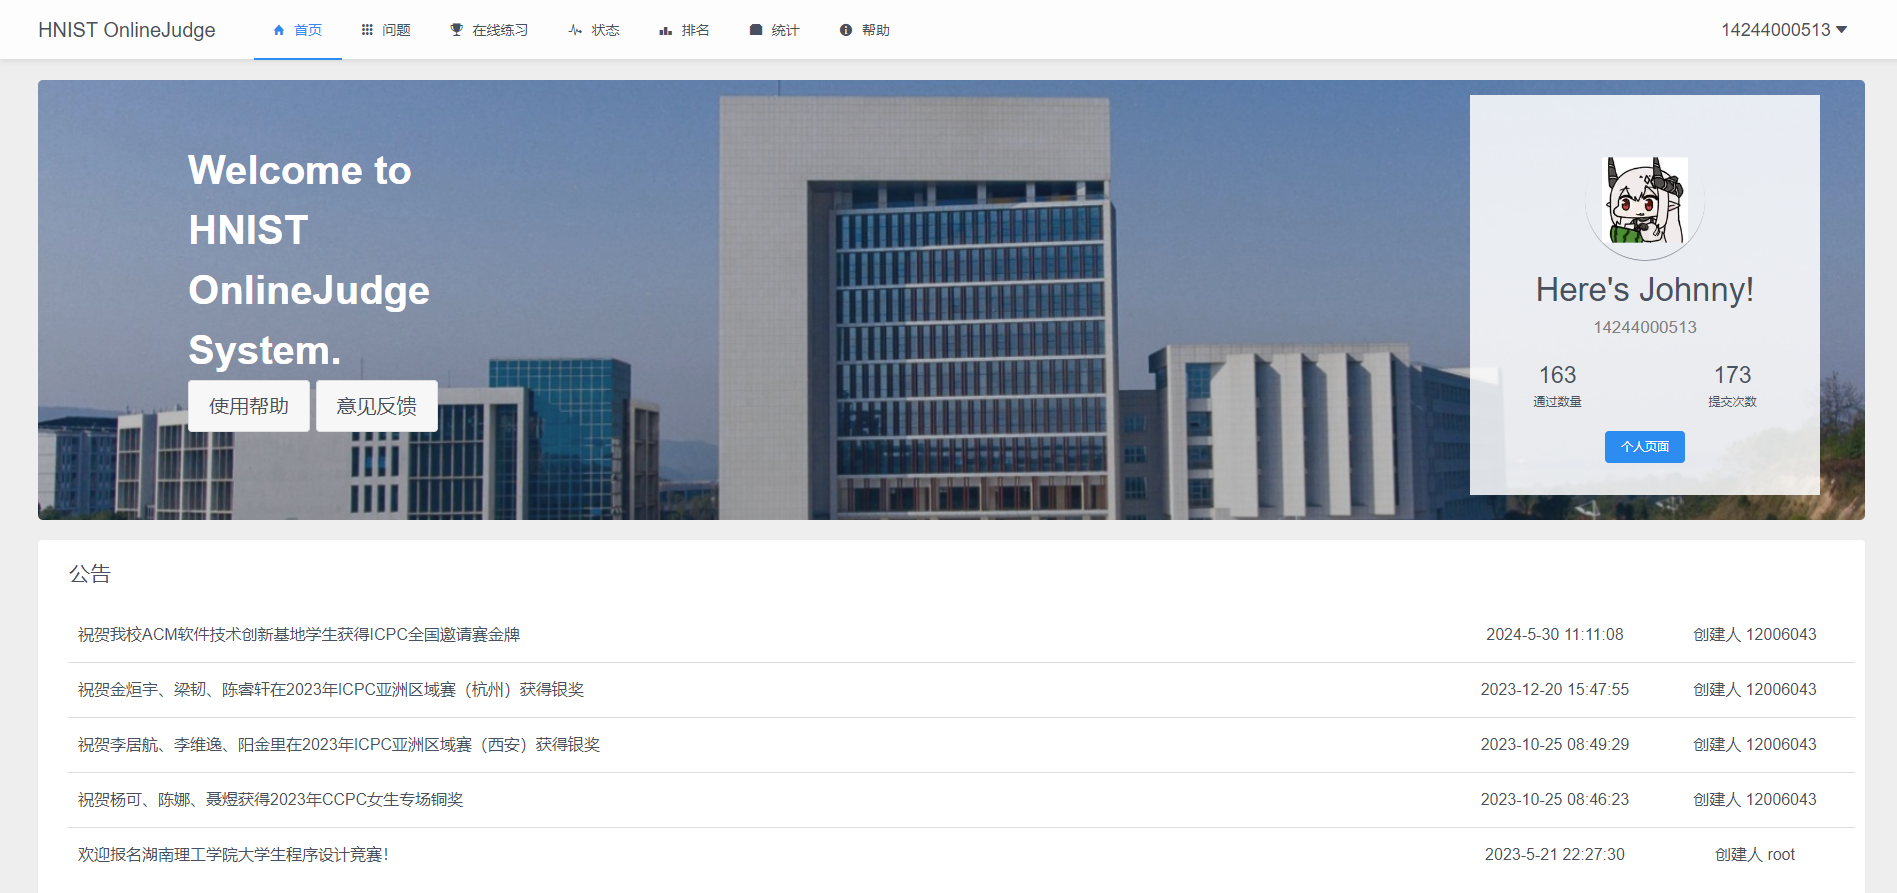 HNIST OnlineJudge
首页
问题
在线练习
状态
排名
统计
帮助
14244000513
Welcome to
HNIST
OnlineJudge
System.
使用帮助
意见反馈
Here's Johnny!
14244000513
163
通过数量
173
提交次数
个人页面
公告
祝贺我校ACM软件技术创新基地学生获得ICPC全国邀请赛金牌 2024-5-30 11:11:08 创建人 12006043
祝贺金烜宇、梁韧、陈睿轩在2023年ICPC亚洲区域赛（杭州）获得银奖 2023-12-20 15:47:55 创建人 12006043
祝贺李居航、李维逸、阳金里在2023年ICPC亚洲区域赛（西安）获得银奖 2023-10-25 08:49:29 创建人 12006043
祝贺杨可、陈娜、聂煜获得2023年CCPC女生专场铜奖 2023-10-25 08:46:23 创建人 12006043
欢迎报名湖南理工学院大学生程序设计竞赛！ 2023-5-21 22:27:30 创建人 root